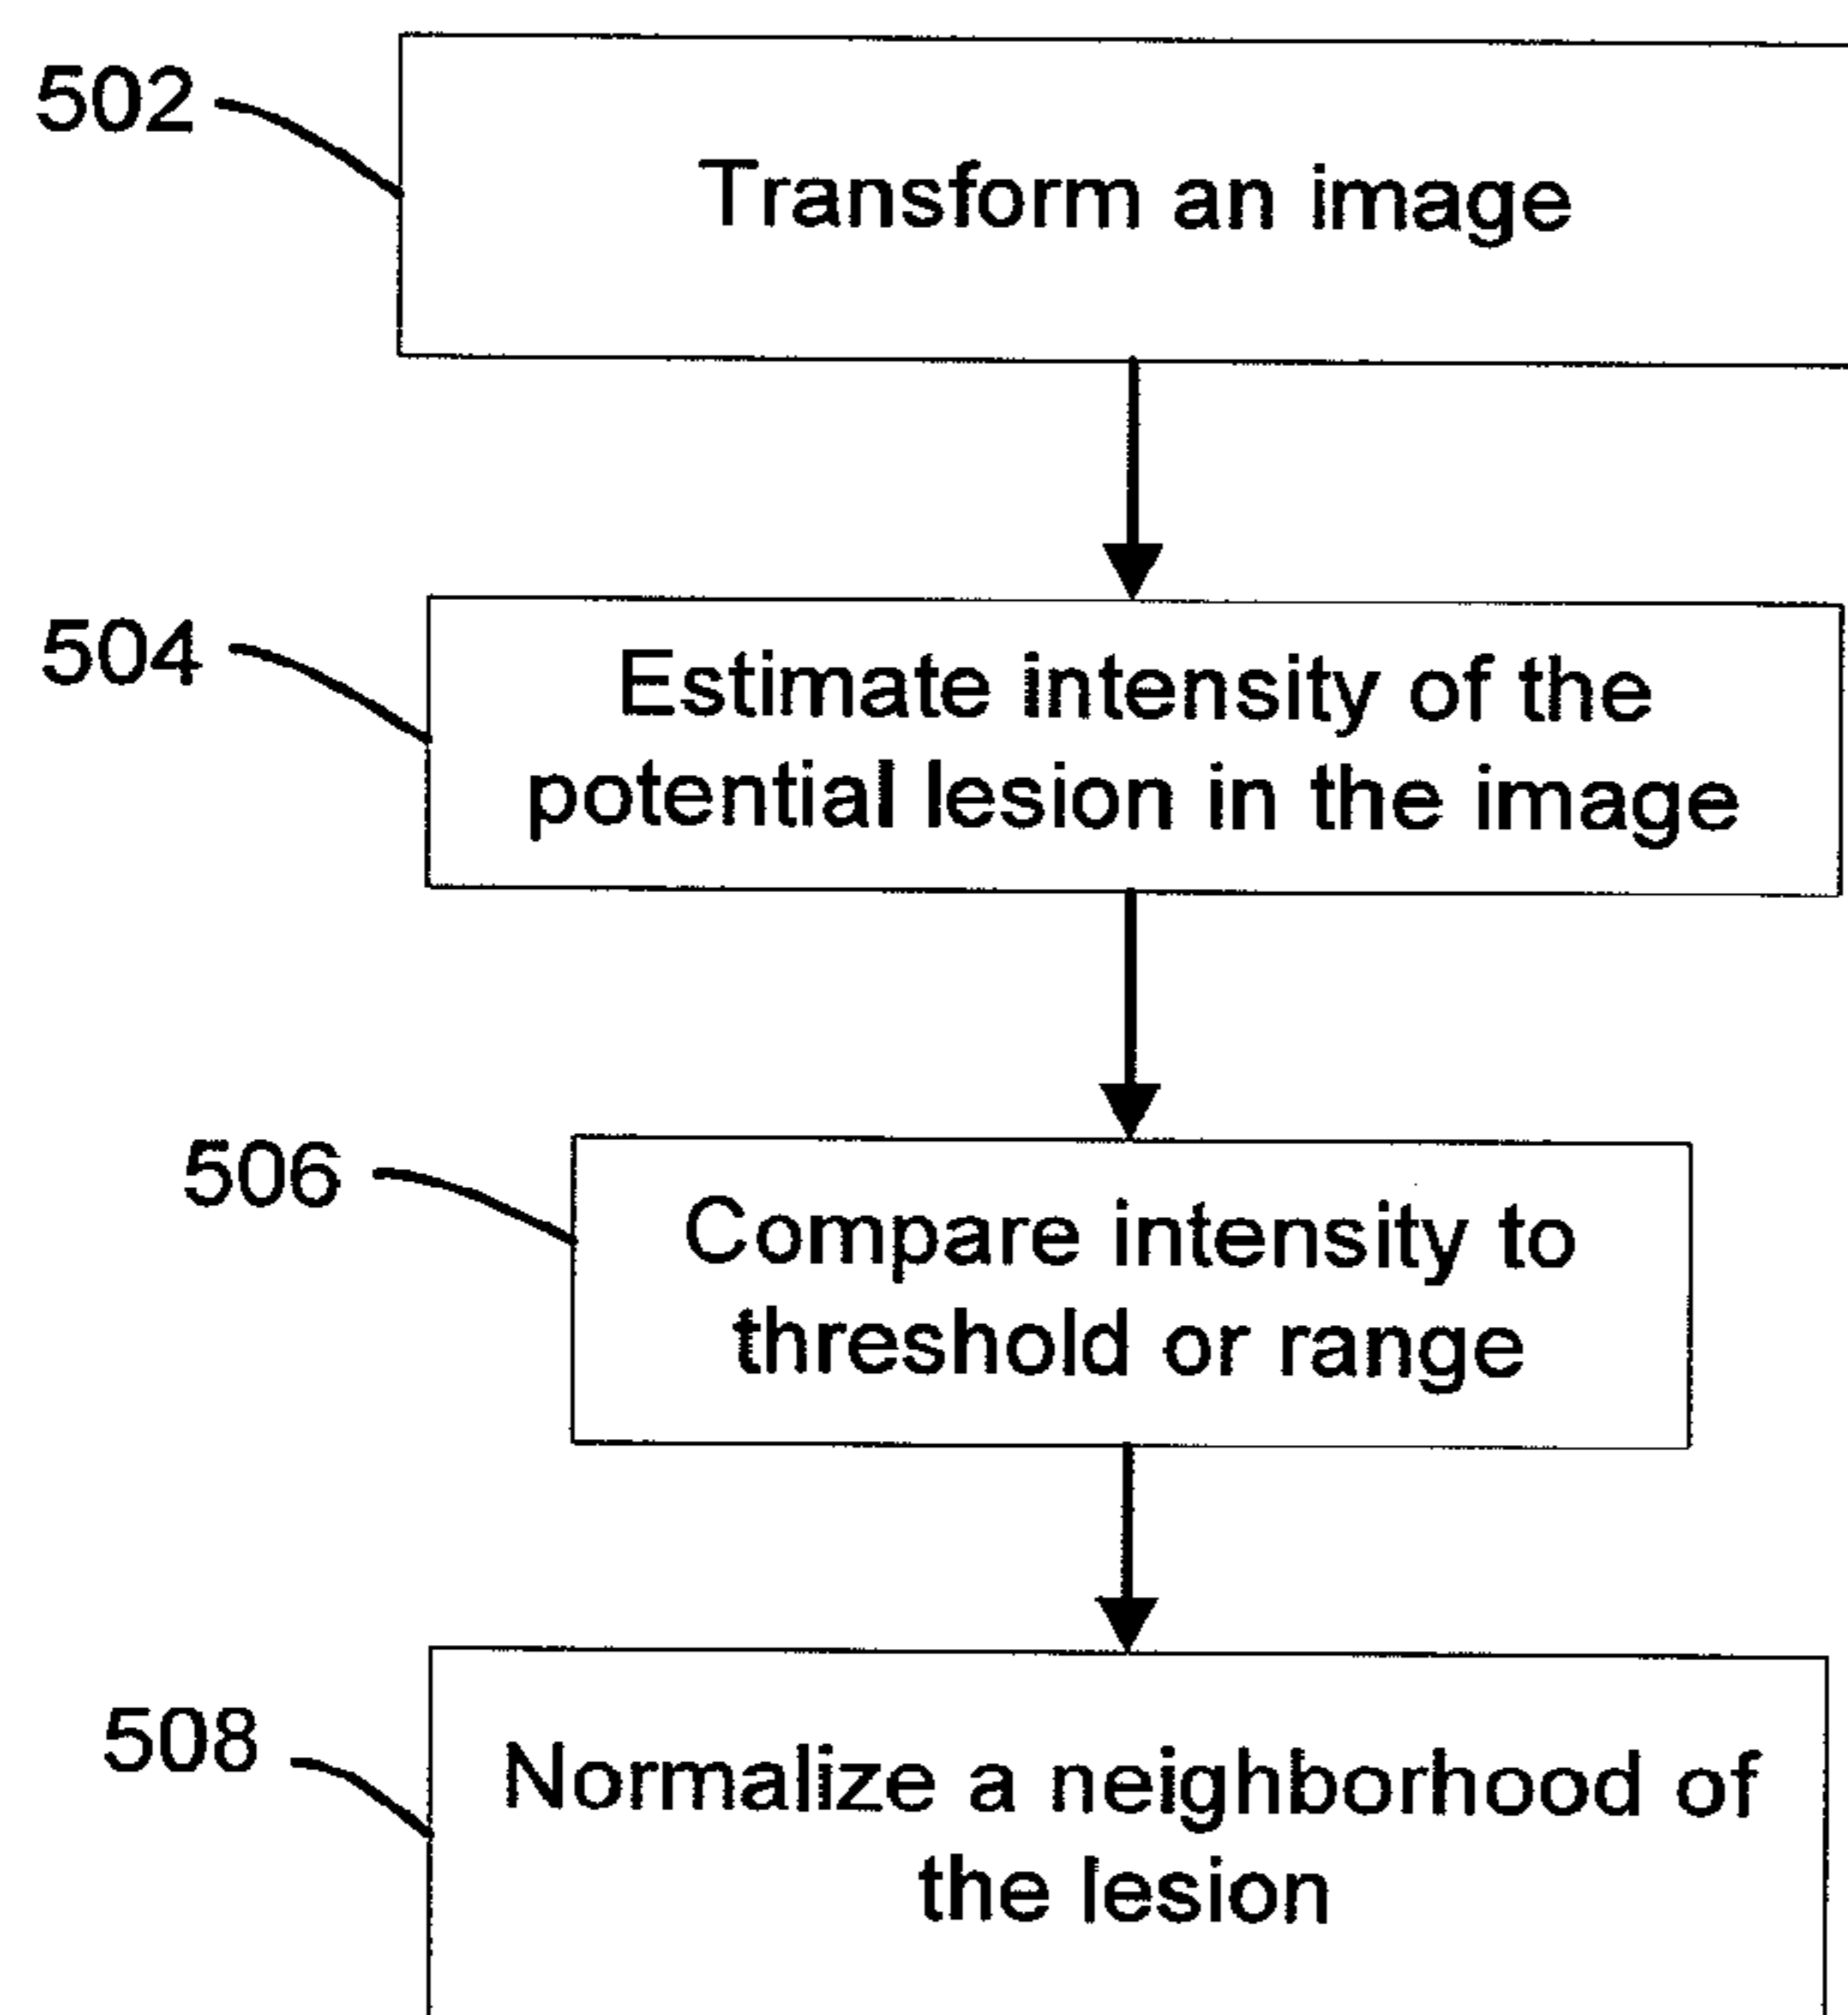 502
Transform an image
504
Estimate intensity of the
potential lesion in the image
506
Compare intensity to
threshold or range
508
Normalize a neighborhood of
the lesion